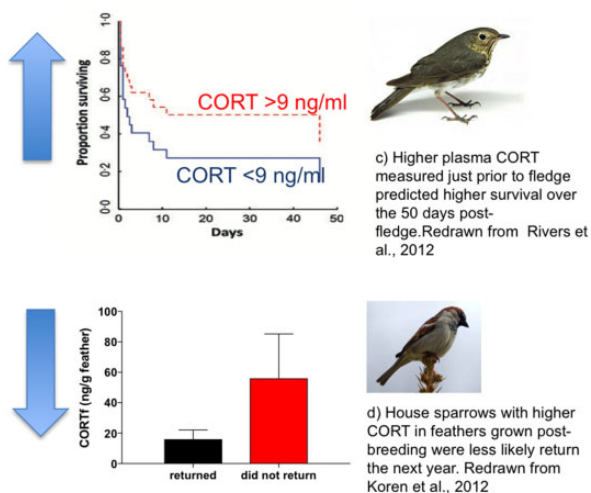 1·0
0·8
0·6
0·4
0·2
0·0
Proportion surviving
CORT >9 ng/ml
CORT <9 ng/ml
0 10 20 30 40 50
Days
c) Higher plasma CORT
measured just prior to fledge
predicted higher survival over
the 50 days post-
fledge.Redrawn from Rivers et
al., 2012
100
80
60
40
20
0
CORTf (ng/g feather)
returned did not return
d) House sparrows with higher
CORT in feathers grown post-
breeding were less likely return
the next year. Redrawn from
Koren et al., 2012